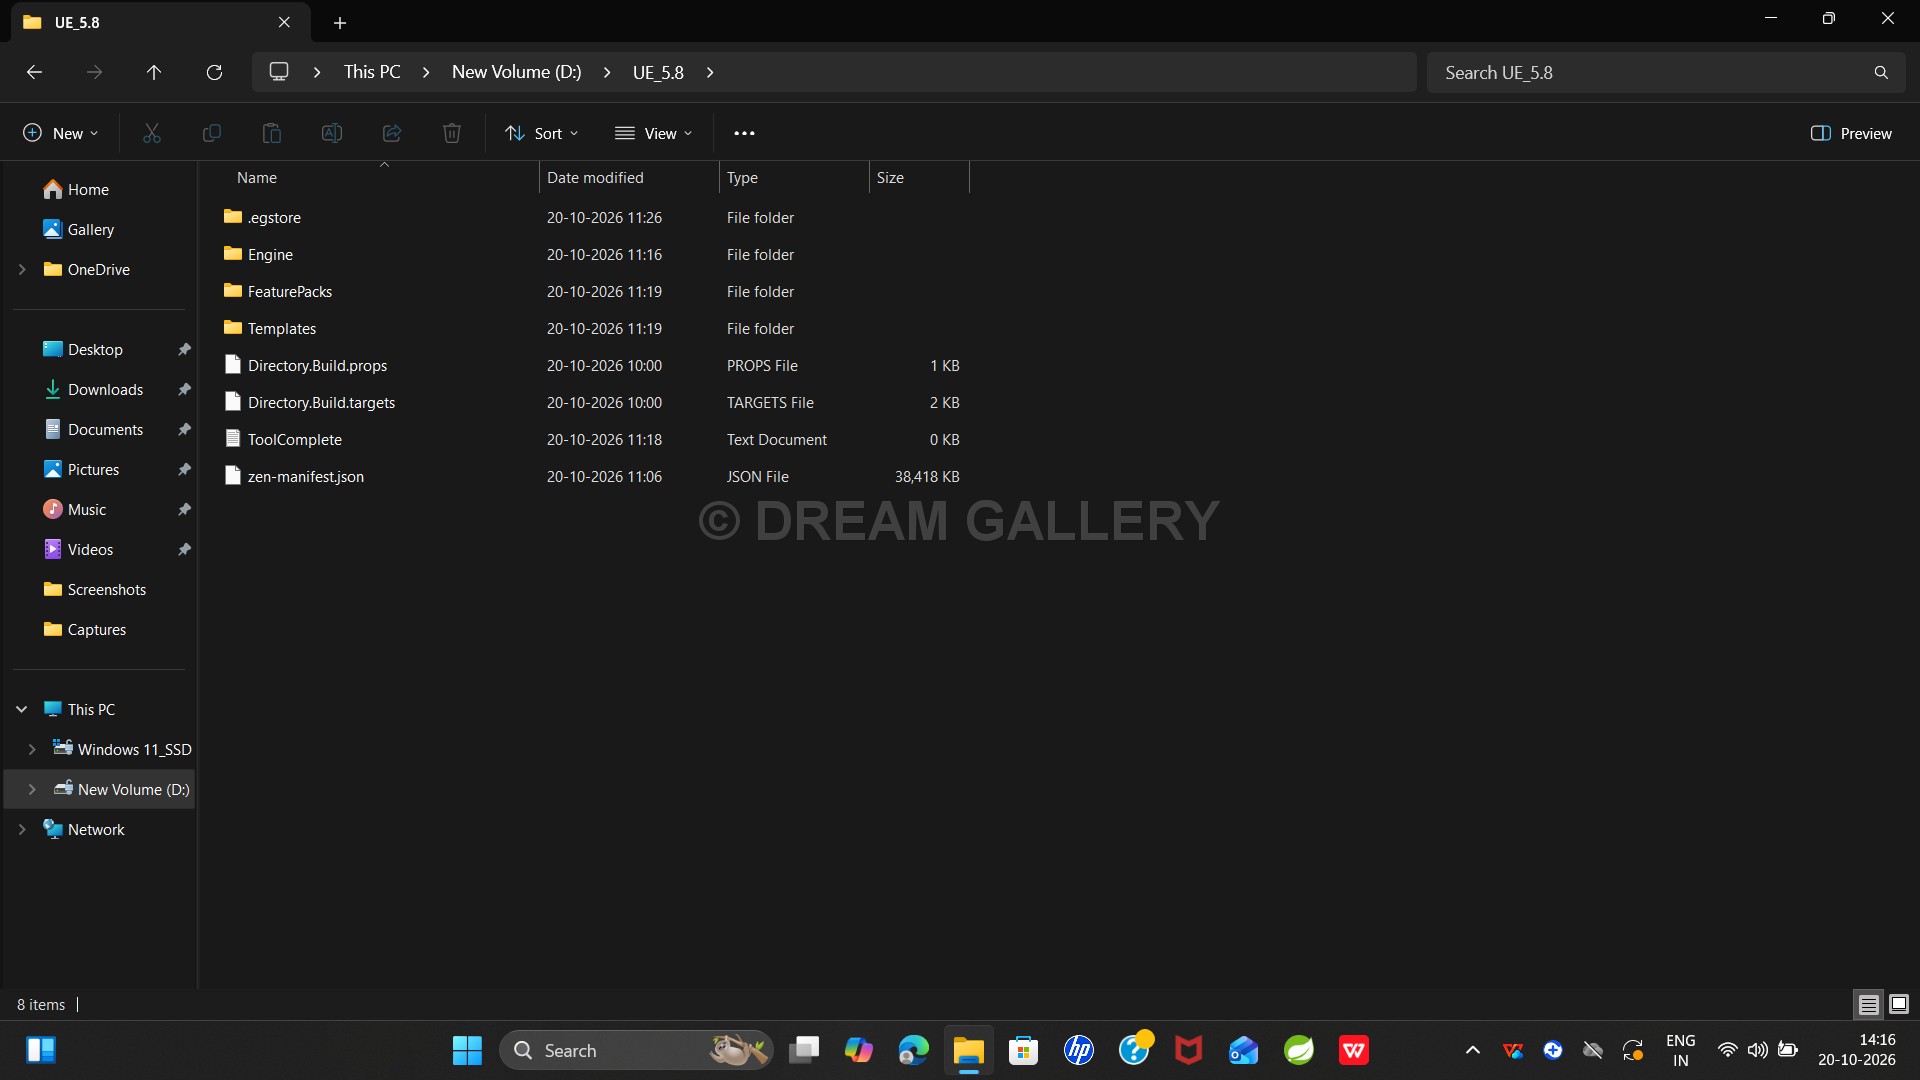 UE_5.8
This PC
New Volume (D:)
UE_5.8
Search UE_5.8
New
Sort
View
Preview
Name
Date modified
Type
Size
.egstore 20-10-2026 11:26 File folder
Engine 20-10-2026 11:16 File folder
FeaturePacks 20-10-2026 11:19 File folder
Templates 20-10-2026 11:19 File folder
Directory.Build.props 20-10-2026 10:00 PROPS File 1 KB
Directory.Build.targets 20-10-2026 10:00 TARGETS File 2 KB
ToolComplete 20-10-2026 11:18 Text Document 0 KB
zen-manifest.json 20-10-2026 11:06 JSON File 38,418 KB
© DREAM GALLERY
Home
Gallery
OneDrive
Desktop
Downloads
Documents
Pictures
Music
Videos
Screenshots
Captures
This PC
Windows 11_SSD
New Volume (D:)
Network
8 items
Search
hp
W
ENG
IN
14:16
20-10-2026